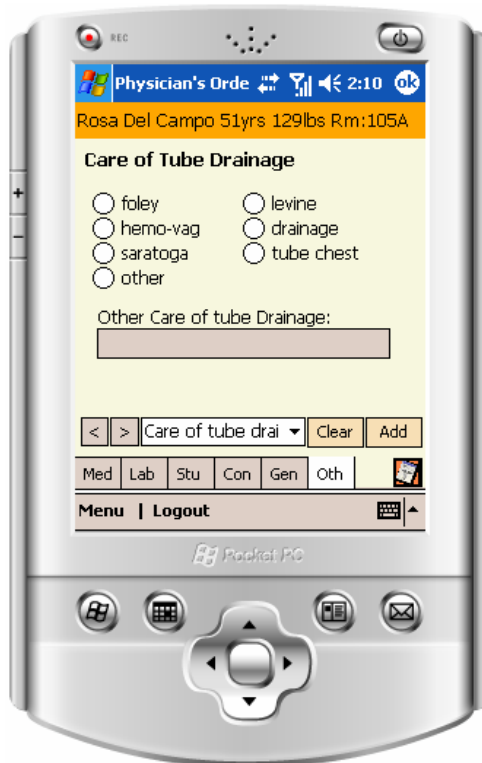 REC
Physician's Orde 2:10 ok
Rosa Del Campo 51yrs 129lbs Rm:105A
Care of Tube Drainage
foley levine
hemo-vag drainage
saratoga tube chest
other
Other Care of tube Drainage:
< > Care of tube drai Clear Add
Med Lab Stu Con Gen Oth
Menu | Logout
Pocket PC
+
-